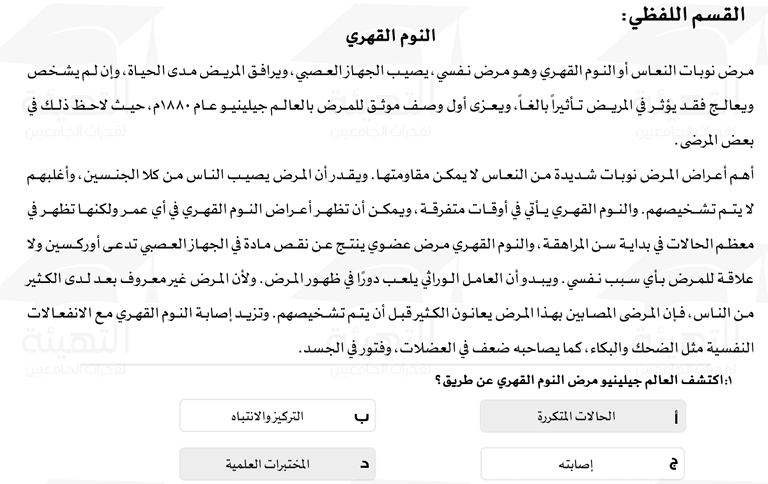 القسم اللفظي:
النوم القهري
مرض نوبات النعاس أو النوم القهري وهو مرض نفسي، يصيب الجهاز العصبي، ويرافق المريض مدى الحياة، وإن لم يشخص
ويعالج فقد يؤثر في المريض تأثيراً بالغاً، ويعزى أول وصف موثق للمرض بالعالم جيلينيو عام ١٨٨٠م، حيث لاحظ ذلك في
بعض المرضى.
أهم أعراض المرض نوبات شديدة من النعاس لا يمكن مقاومتها. ويقدر أن المرض يصيب الناس من كلا الجنسين، وأغلبهم
لا يتم تشخيصهم. والنوم القهري يأتي في أوقات متفرقة، ويمكن أن تظهر أعراض النوم القهري في أي عمر ولكنها تظهر في
معظم الحالات في بداية سن المراهقة، والنوم القهري مرض عضوي ينتج عن نقص مادة في الجهاز العصبي تدعى أوركسين ولا
علاقة للمرض بأي سبب نفسي. ويبدو أن العامل الوراثي يلعب دورًا في ظهور المرض. ولأن المرض غير معروف بعد لدى الكثير
من الناس، فإن المرضى المصابين بهذا المرض يعانون الكثير قبل أن يتم تشخيصهم. وتزيد إصابة النوم القهري مع الانفعالات
النفسية مثل الضحك والبكاء، كما يصاحبه ضعف في العضلات، وفتور في الجسد.
١:اكتشف العالم جيلينيو مرض النوم القهري عن طريق؟
أ الحالات المتكررة
ب التركيز والانتباه
ج إصابته
د المختبرات العلمية
التهيئة
لقدرات الجامعيين